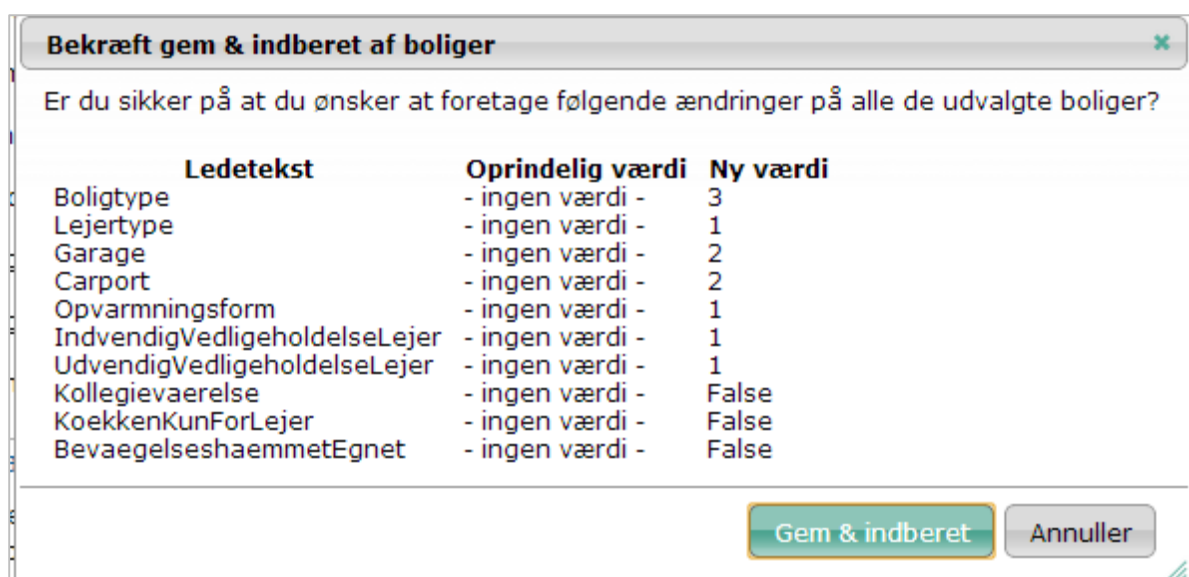 Bekræft gem & indberet af boliger
Er du sikker på at du ønsker at foretage følgende ændringer på alle de udvalgte boliger?
Ledetekst Oprindelig værdi Ny værdi
Boligtype - ingen værdi - 3
Lejertype - ingen værdi - 1
Garage - ingen værdi - 2
Carport - ingen værdi - 2
Opvarmningsform - ingen værdi - 1
IndvendigVedligeholdelseLejer - ingen værdi - 1
UdvendigVedligeholdelseLejer - ingen værdi - 1
Kollegievaerelse - ingen værdi - False
KoekkenKunForLejer - ingen værdi - False
BevaegelseshaemmetEgnet - ingen værdi - False
Gem & indberet Annuller